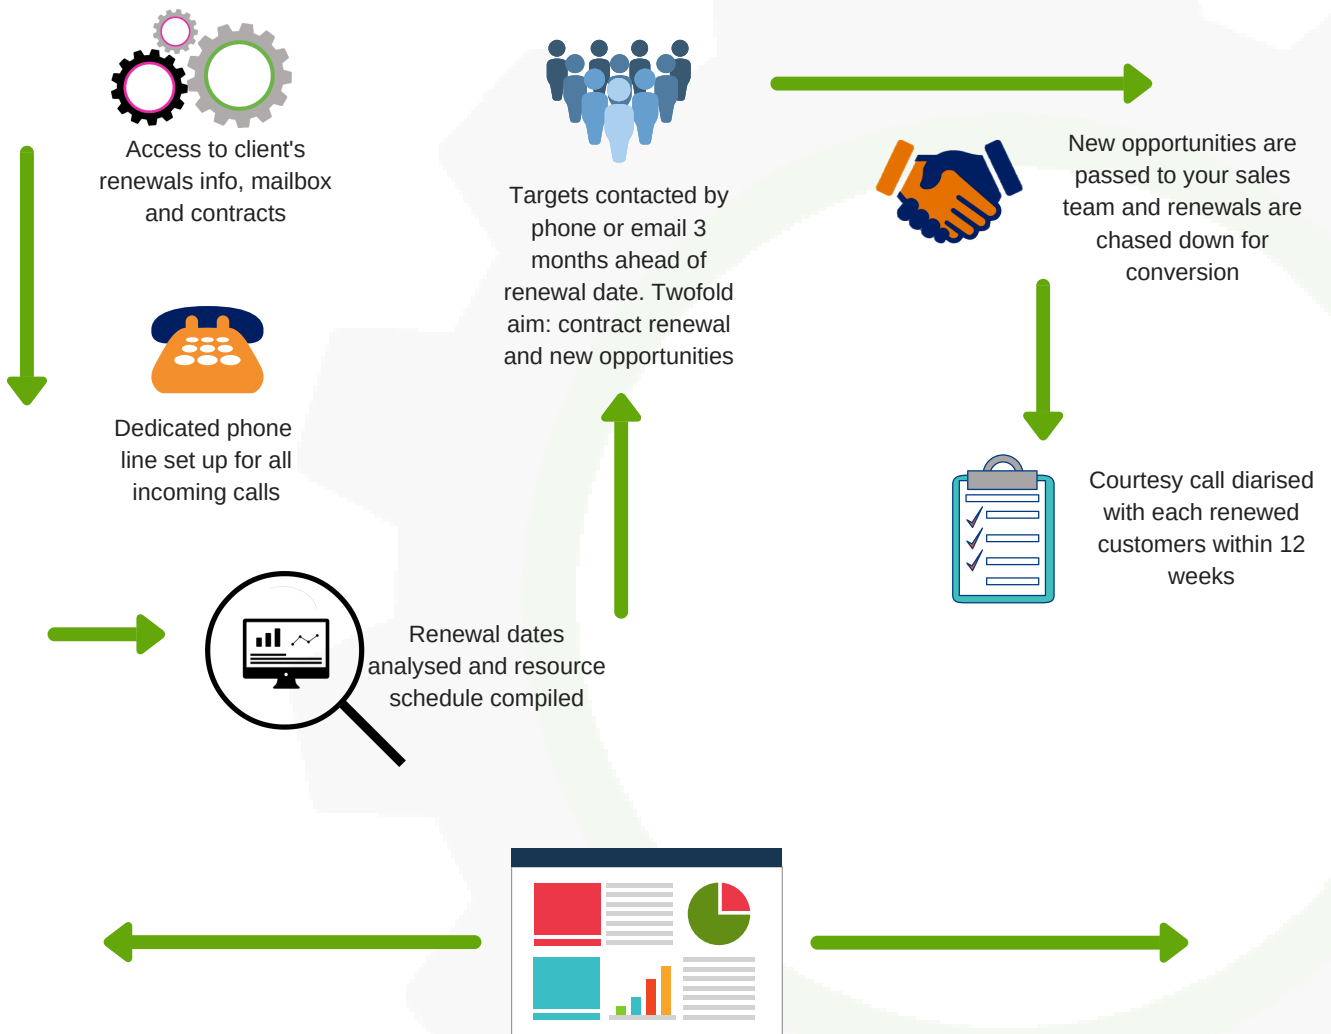 Access to client's
renewals info, mailbox
and contracts
Dedicated phone
line set up for all
incoming calls
Renewal dates
analysed and resource
schedule compiled
Targets contacted by
phone or email 3
months ahead of
renewal date. Twofold
aim: contract renewal
and new opportunities
New opportunities are
passed to your sales
team and renewals are
chased down for
conversion
Courtesy call diarised
with each renewed
customers within 12
weeks